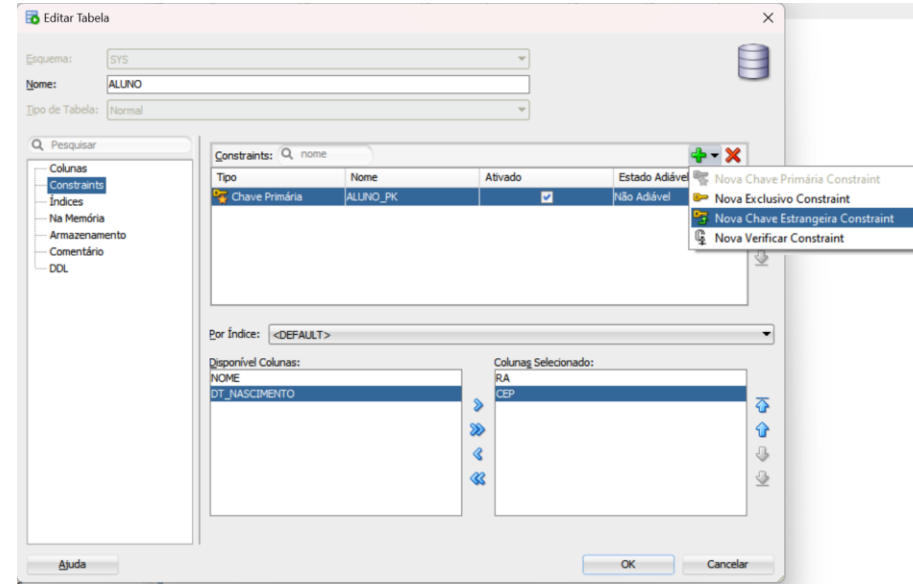 Editar Tabela
Esquema: SYS
Nome: ALUNO
Tipo de Tabela: Normal
Pesquisar
Colunas
Constraints
Índices
Na Memória
Armazenamento
Comentário
DDL
Constraints: nome
Tipo Nome Ativado Estado Adiável
Chave Primária ALUNO_PK Não Adiável
Nova Chave Primária Constraint
Nova Exclusivo Constraint
Nova Chave Estrangeira Constraint
Nova Verificar Constraint
Por Índice: <DEFAULT>
Disponível Colunas:
NOME
DT_NASCIMENTO
Colunas Selecionado:
RA
CEP
Ajuda
OK
Cancelar